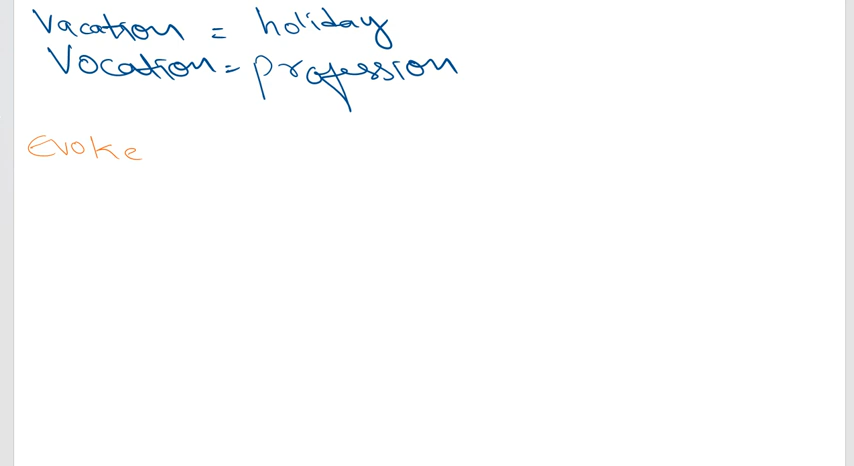 Vacation = holiday
Vocation = profession
Evoke